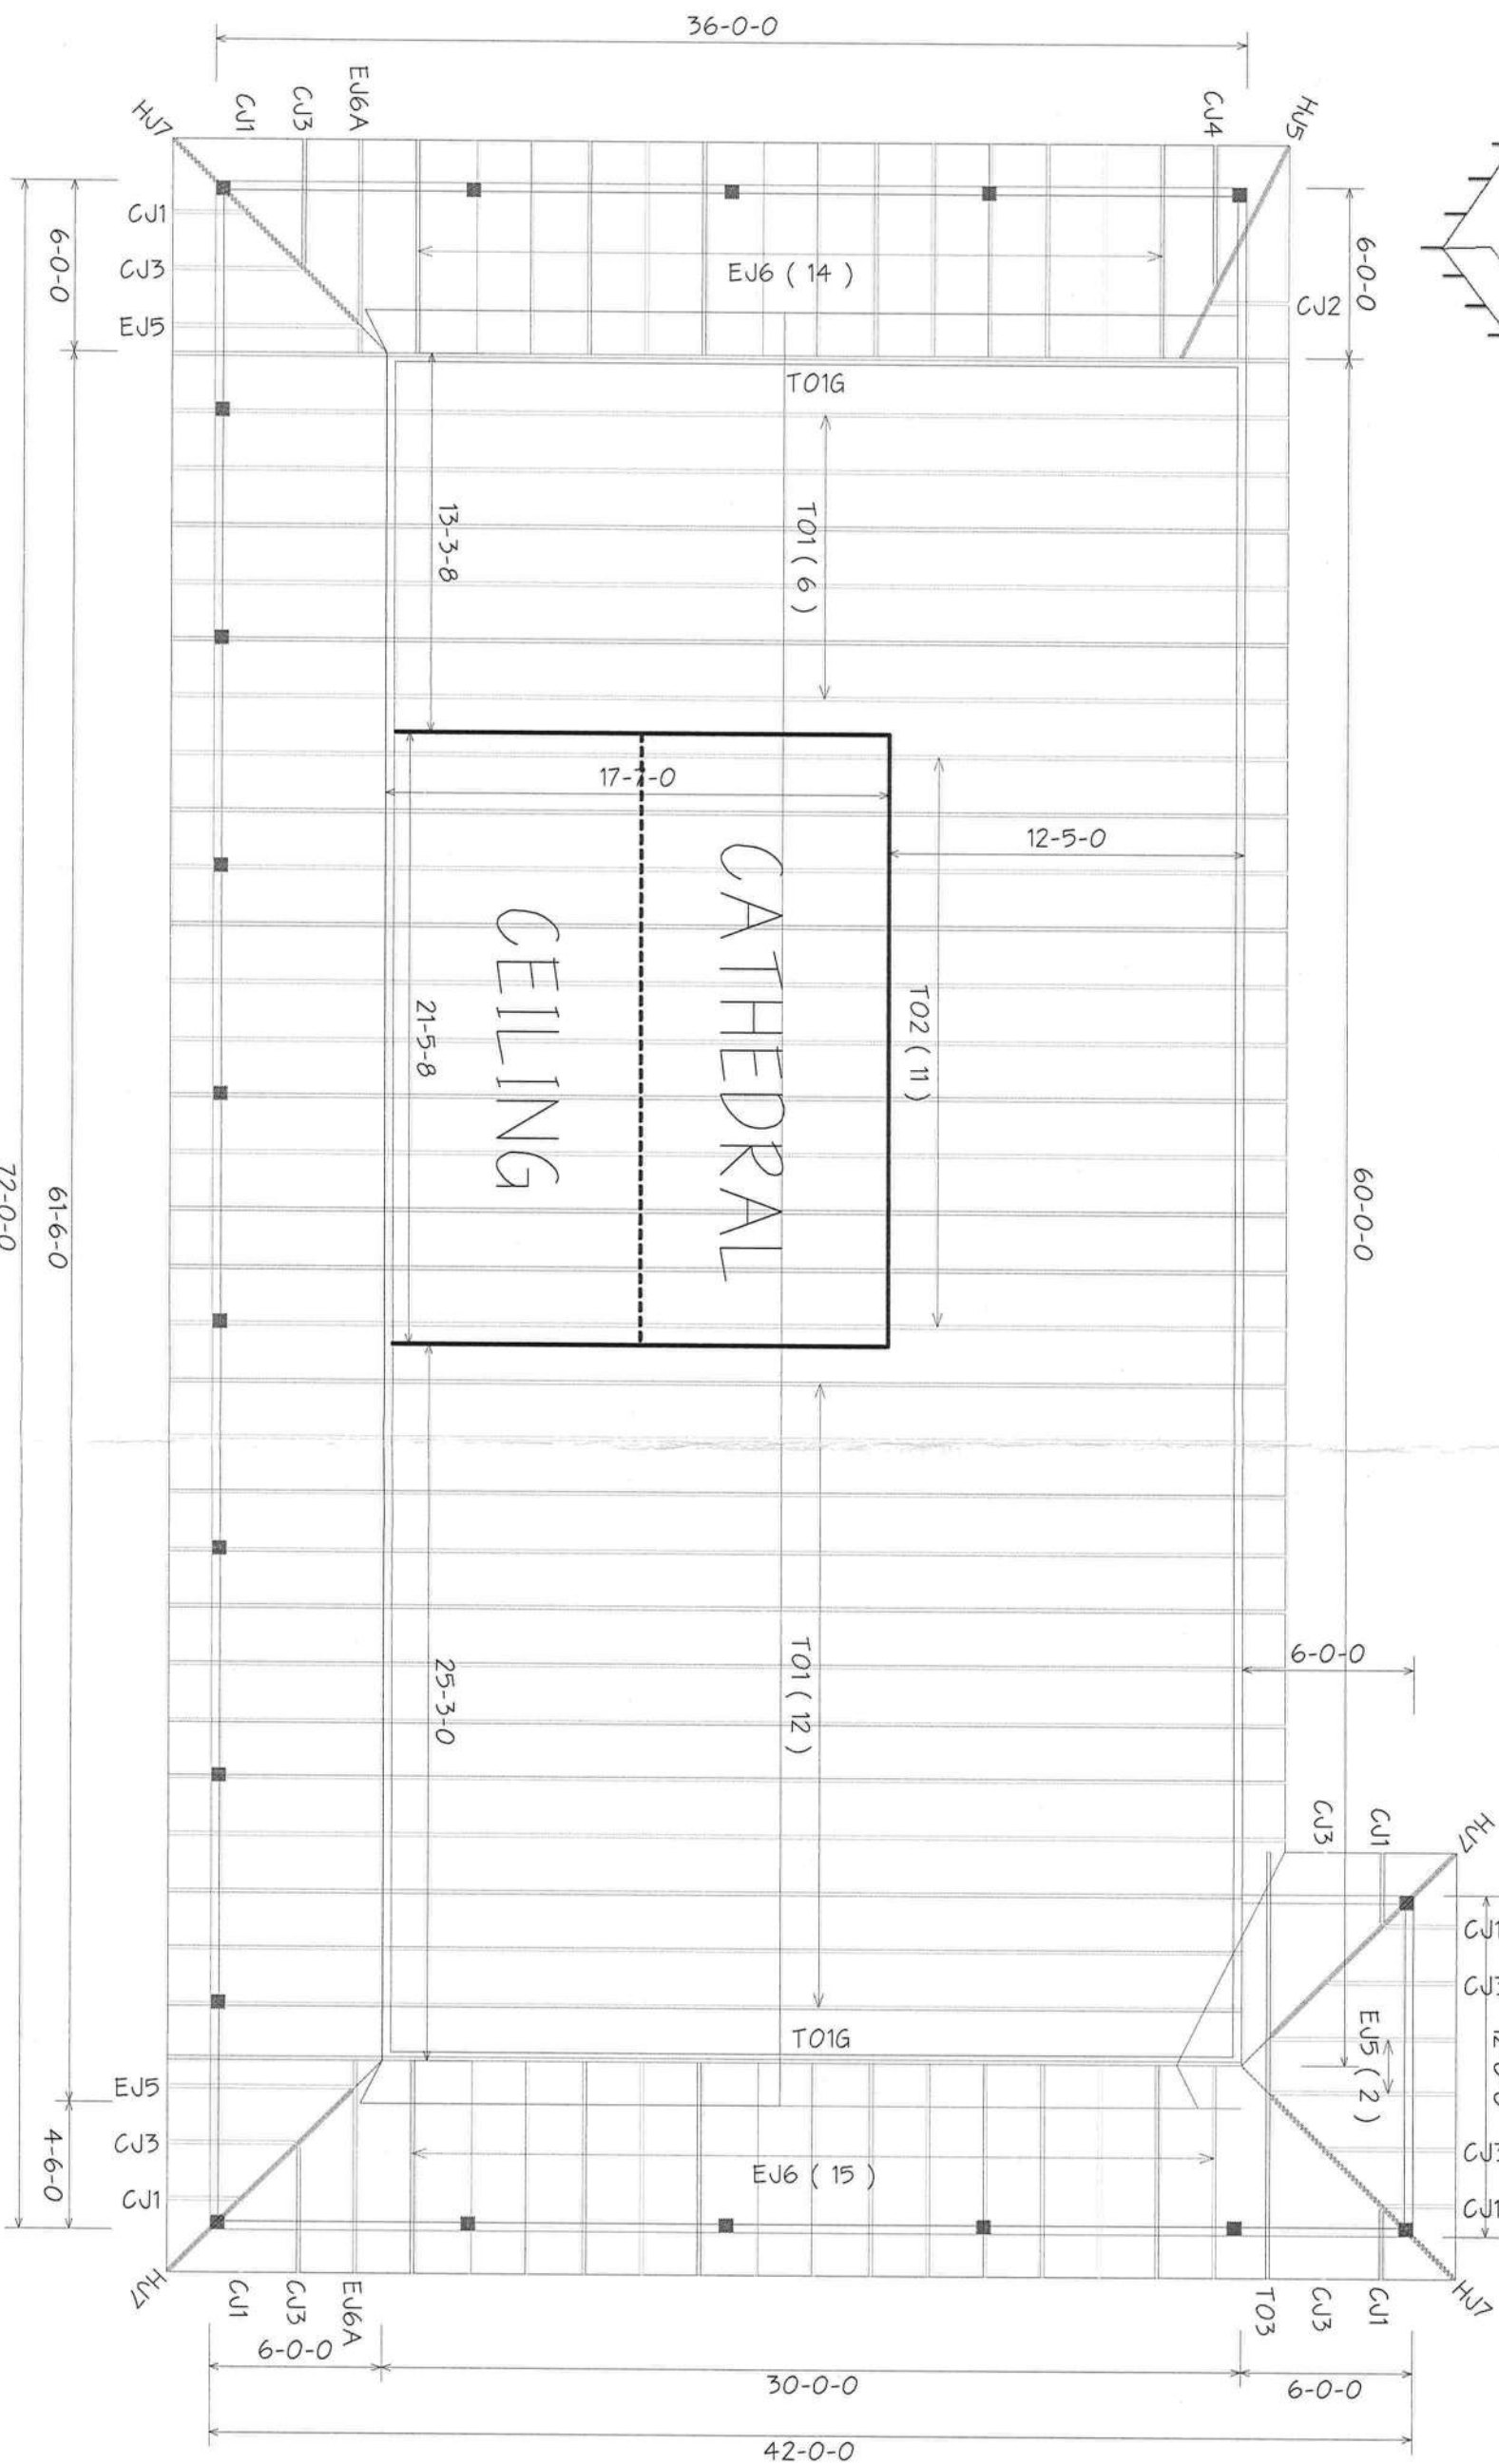 36-0-0
HJ7
CJ1
CJ3
EJ6A
CJ4
HJ5
CJ1
CJ3
EJ5
6-0-0
EJ6 ( 14 )
CJ2
6-0-0
T01G
13-3-8
T01 ( 6 )
17-7-0
12-5-0
CATHEDRAL
CEILING
21-5-8
T02 ( 11 )
61-6-0
72-0-0
60-0-0
25-3-0
T01 ( 12 )
6-0-0
CJ3
CJ1
HJ7
CJ1
CJ3
EJ5 ( 2 )
CJ3
CJ1
T01G
EJ5
CJ3
CJ1
4-6-0
EJ6 ( 15 )
HJ7
CJ1
CJ3
EJ6A
T03
CJ3
CJ1
HJ7
6-0-0
30-0-0
6-0-0
42-0-0